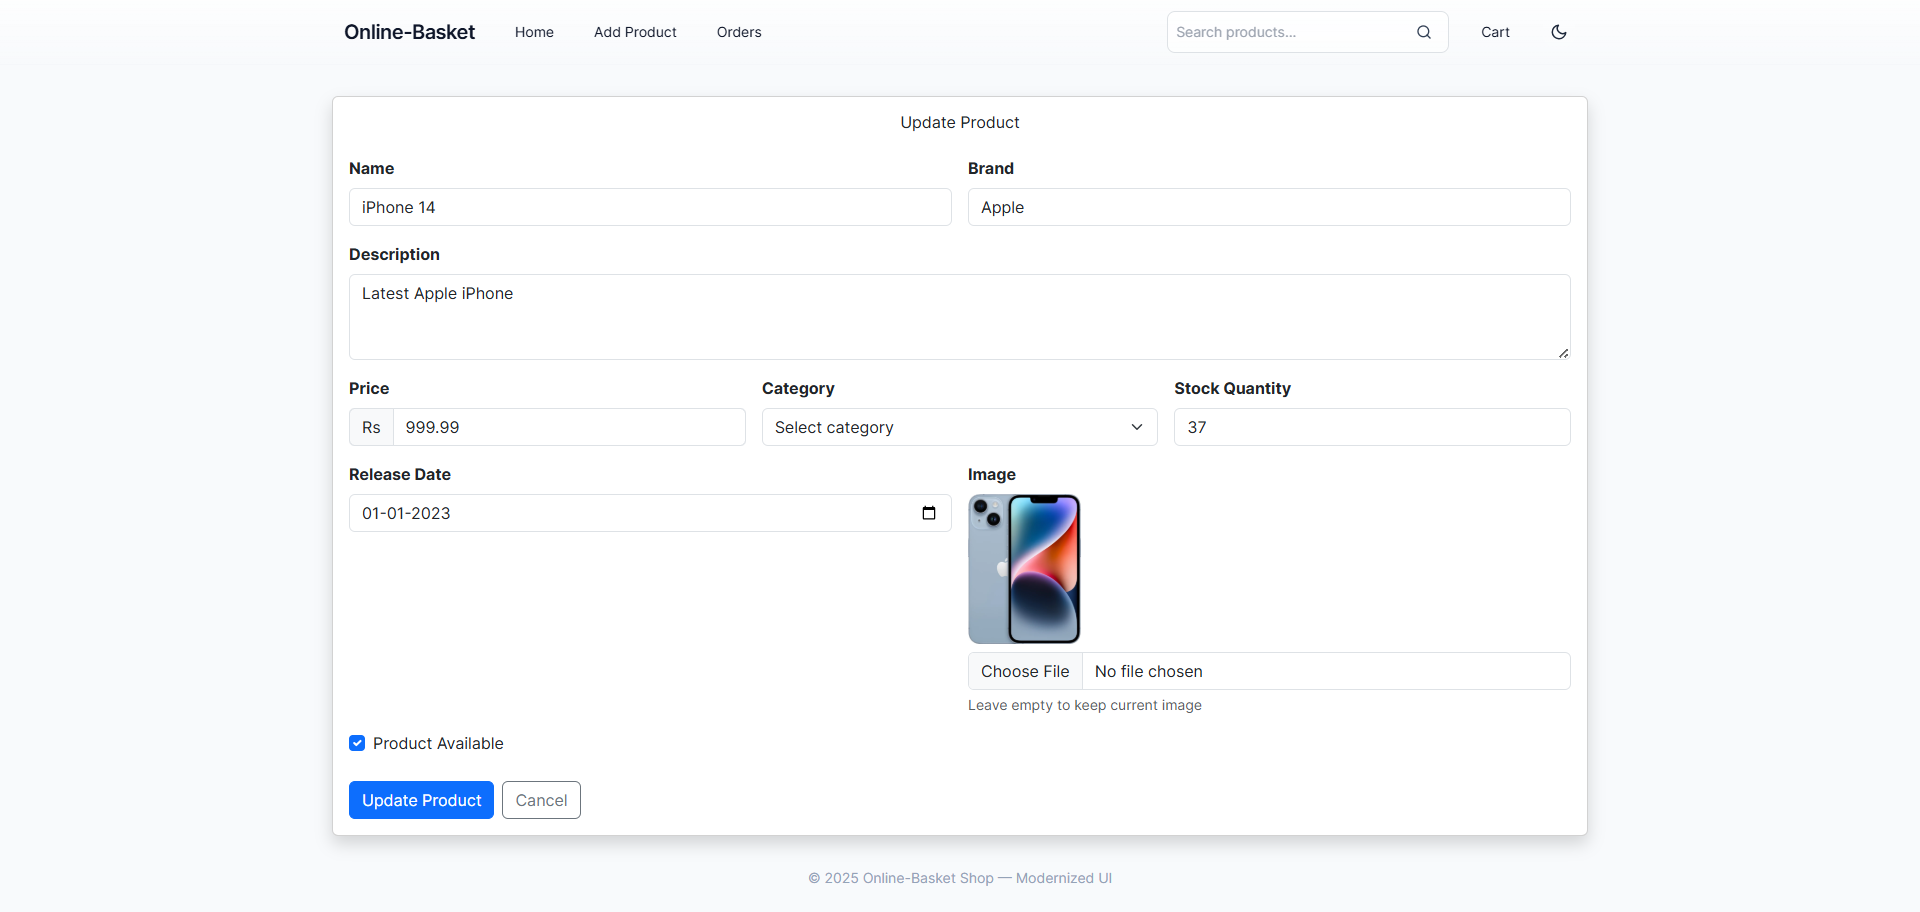 Online-Basket Home Add Product Orders Search products... Cart
Update Product
Name Brand
iPhone 14 Apple
Description
Latest Apple iPhone
Price Category Stock Quantity
Rs 999.99 Select category 37
Release Date Image
01-01-2023
Choose File No file chosen
Leave empty to keep current image
Product Available
Update Product Cancel
© 2025 Online-Basket Shop — Modernized UI